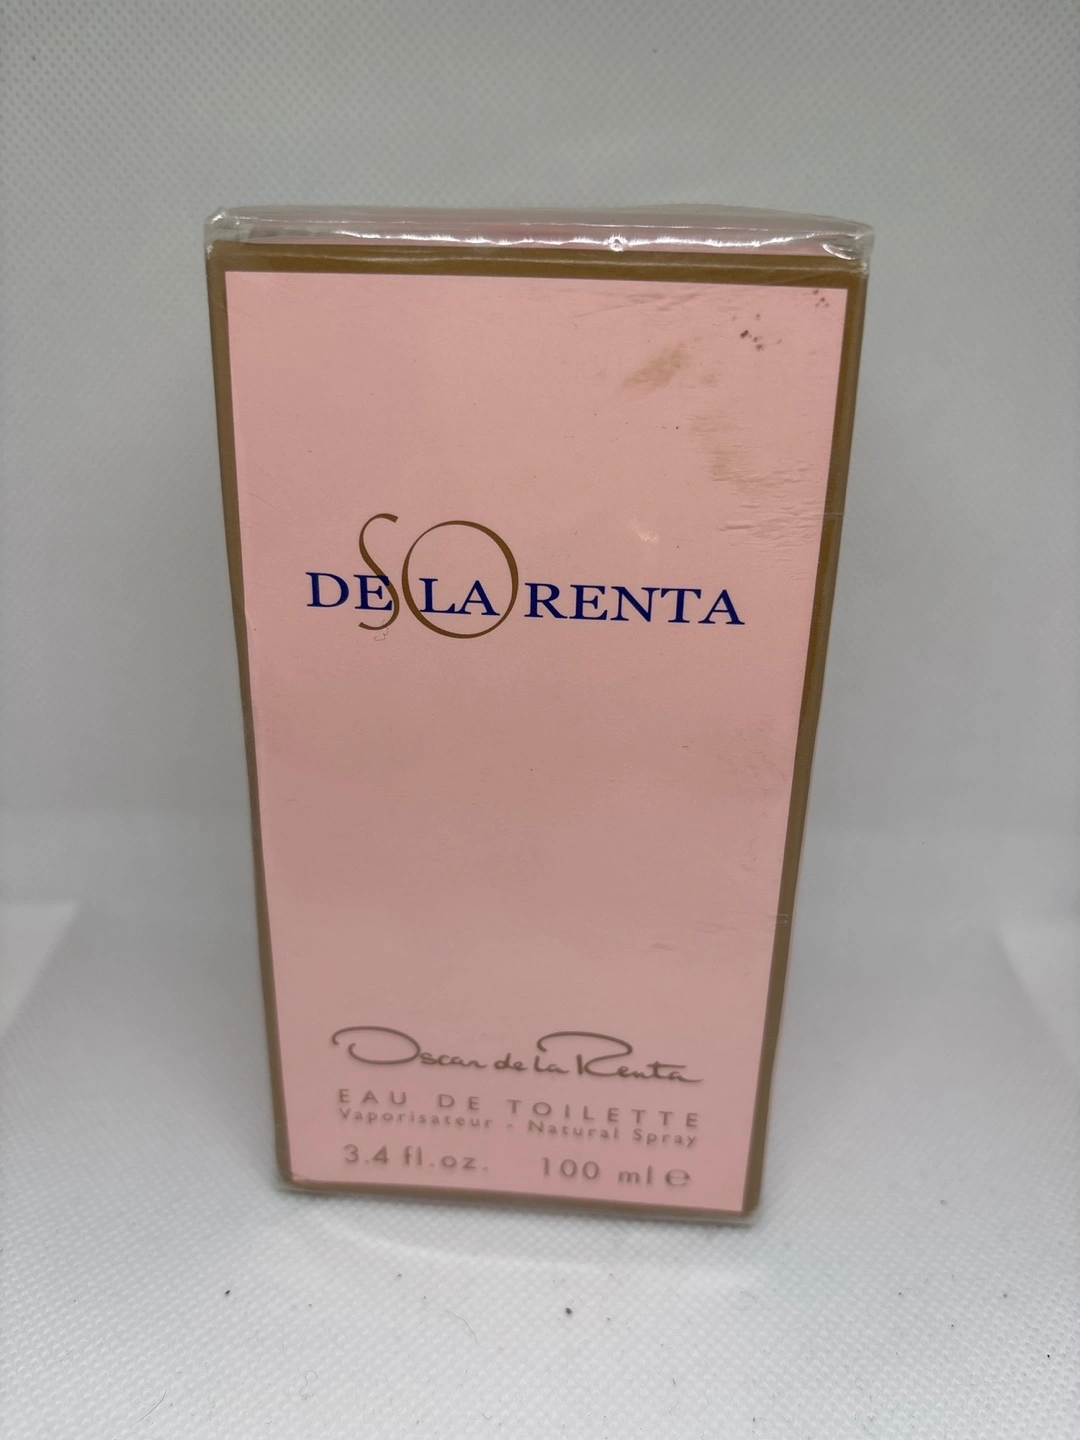 SO
DE LA RENTA
Oscar de la Renta
EAU DE TOILETTE
Vaporisateur - Natural Spray
3.4 fl.oz. 100 ml ℮